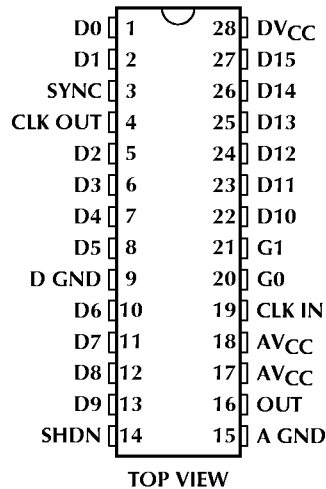 D0 1 28 DVCC
D1 2 27 D15
SYNC 3 26 D14
CLK OUT 4 25 D13
D2 5 24 D12
D3 6 23 D11
D4 7 22 D10
D5 8 21 G1
D GND 9 20 G0
D6 10 19 CLK IN
D7 11 18 AVCC
D8 12 17 AVCC
D9 13 16 OUT
SHDN 14 15 A GND
TOP VIEW